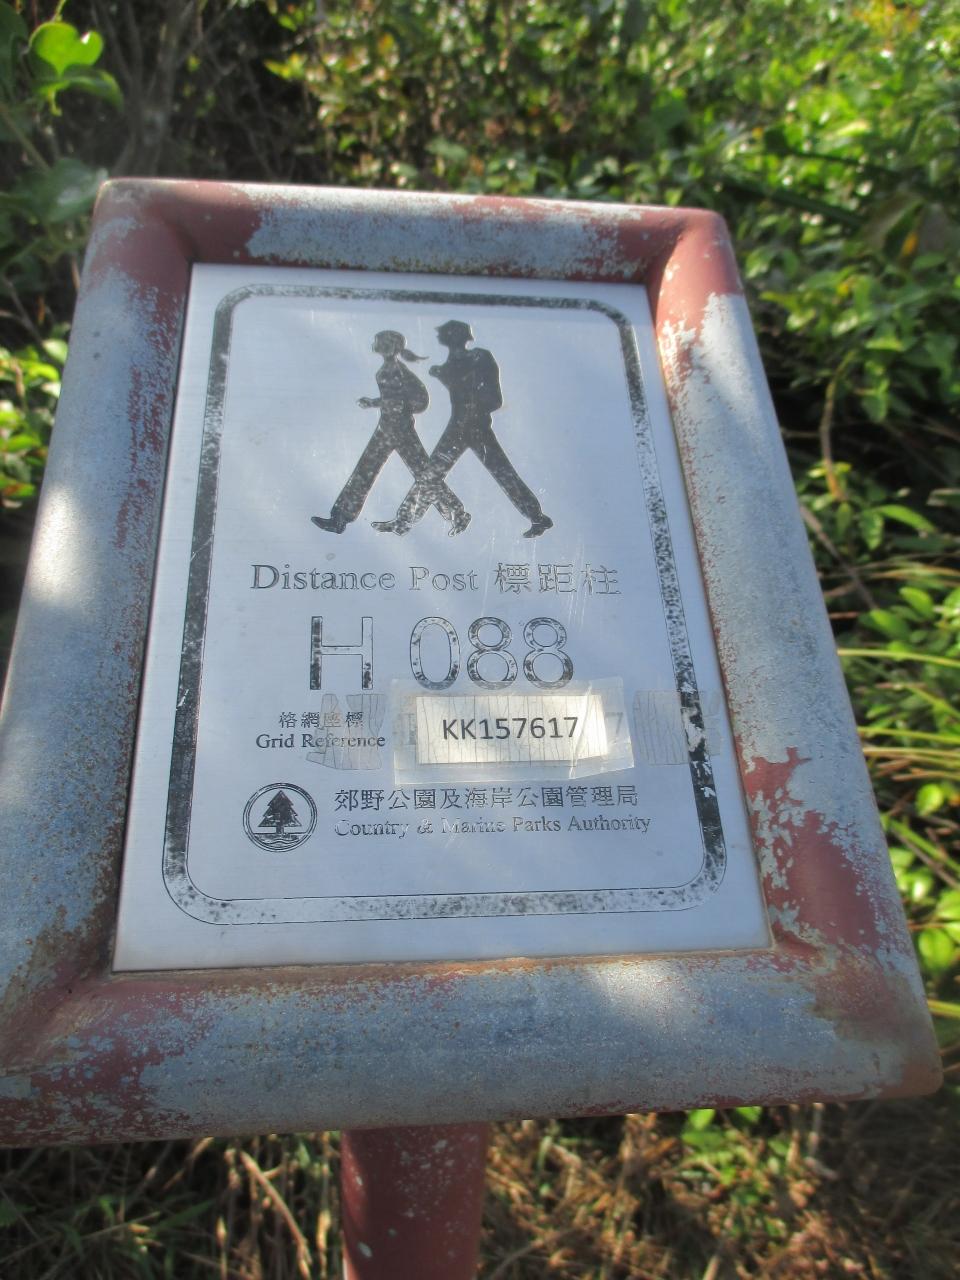 Distance Post 標距柱
H 088
格網座標
Grid Reference KK157617 7
郊野公園及海岸公園管理局
Country & Marine Parks Authority